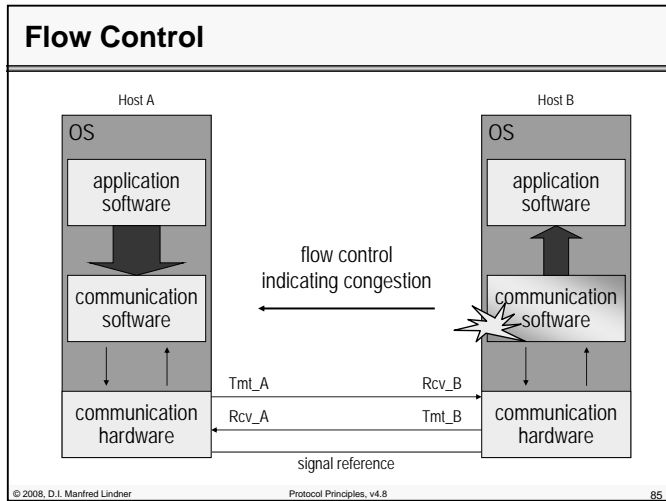 Flow Control
Host A
Host B
OS
application
software
communication
software
communication
hardware
flow control
indicating congestion
OS
application
software
communication
software
communication
hardware
Tmt_A
Rcv_B
Rcv_A
Tmt_B
signal reference
© 2008, D.I. Manfred Lindner
Protocol Principles, v4.8
85